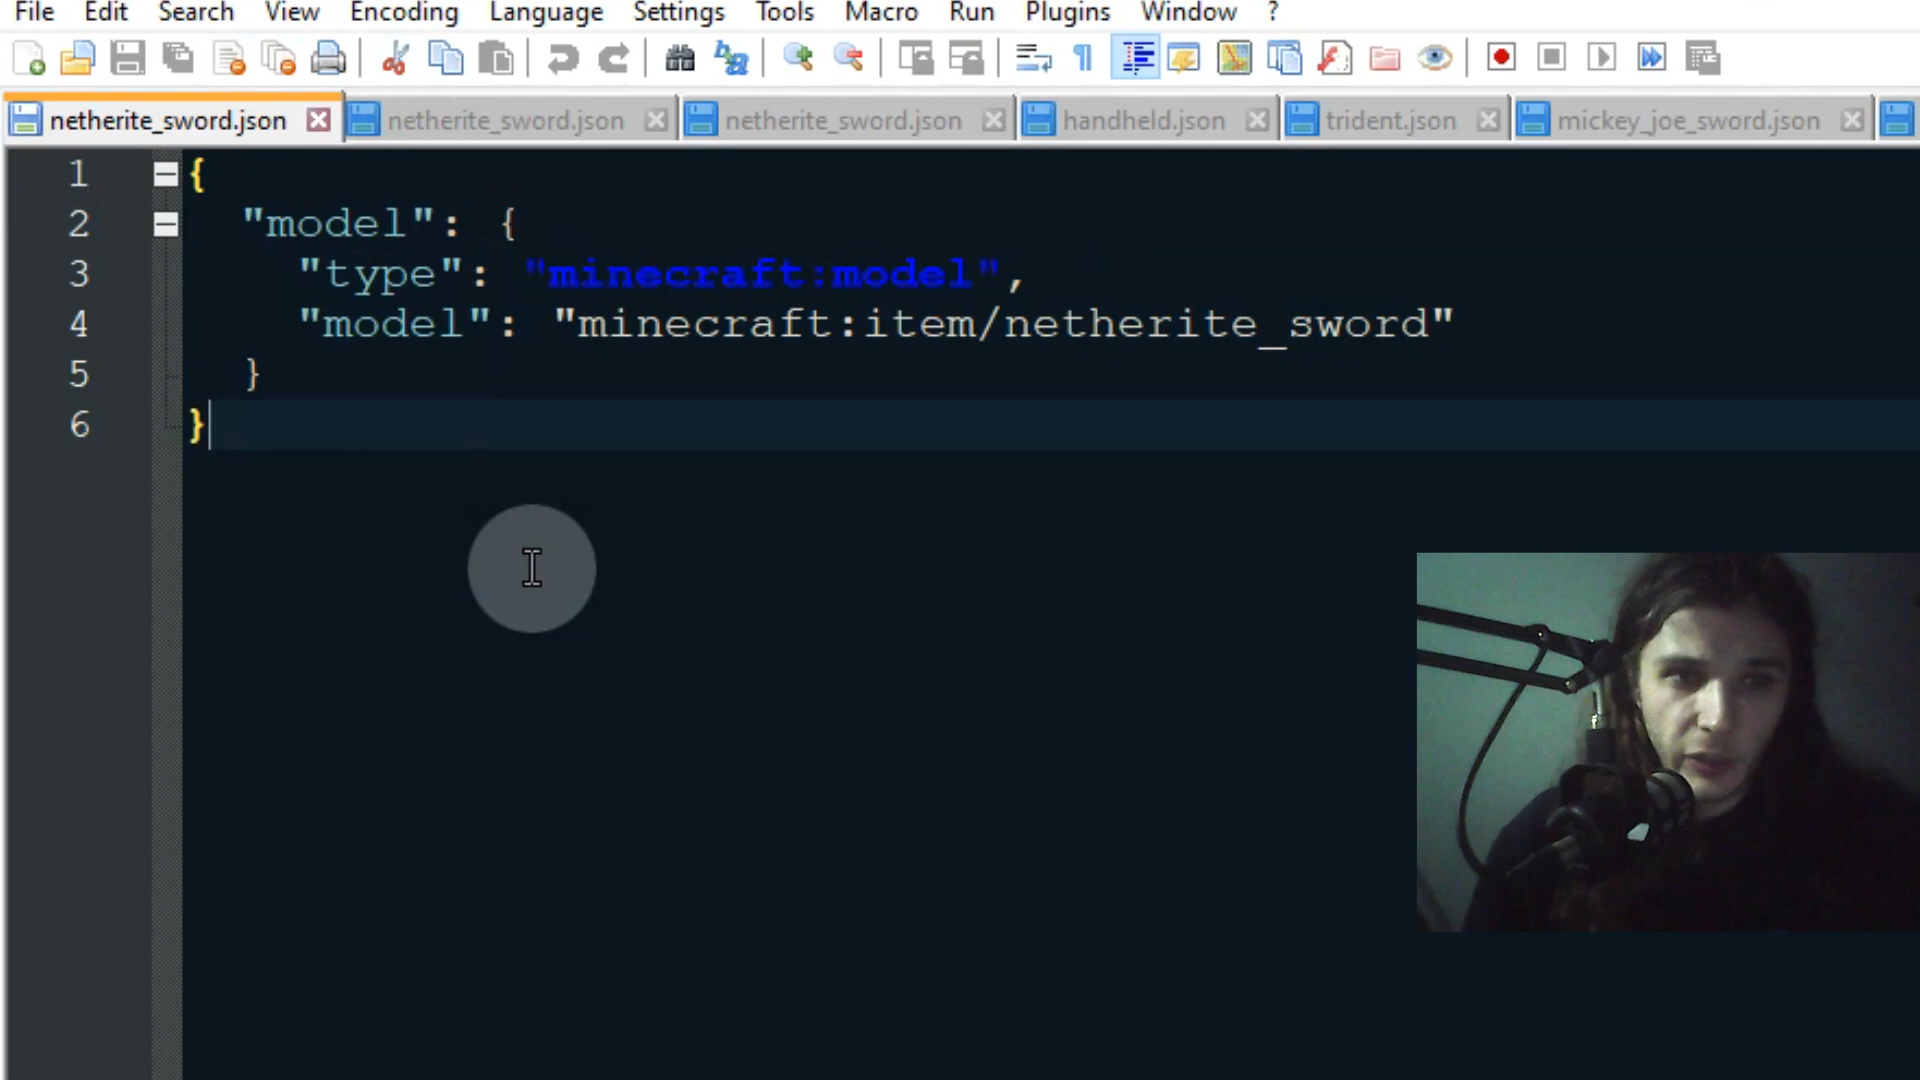 File Edit Search View Encoding Language Settings Tools Macro Run Plugins Window ?
netherite_sword.json netherite_sword.json netherite_sword.json handheld.json trident.json mickey_joe_sword.json
1 {
2 "model": {
3 "type": "minecraft:model",
4 "model": "minecraft:item/netherite_sword"
5 }
6 }